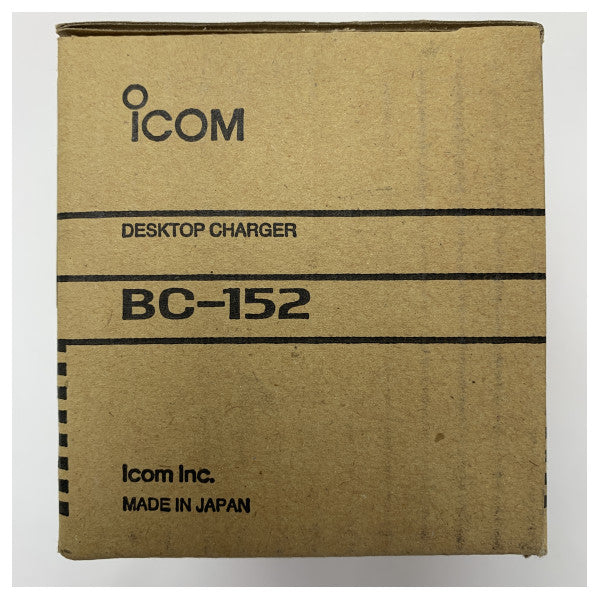 iCOM
DESKTOP CHARGER
BC-152
Icom Inc.
MADE IN JAPAN